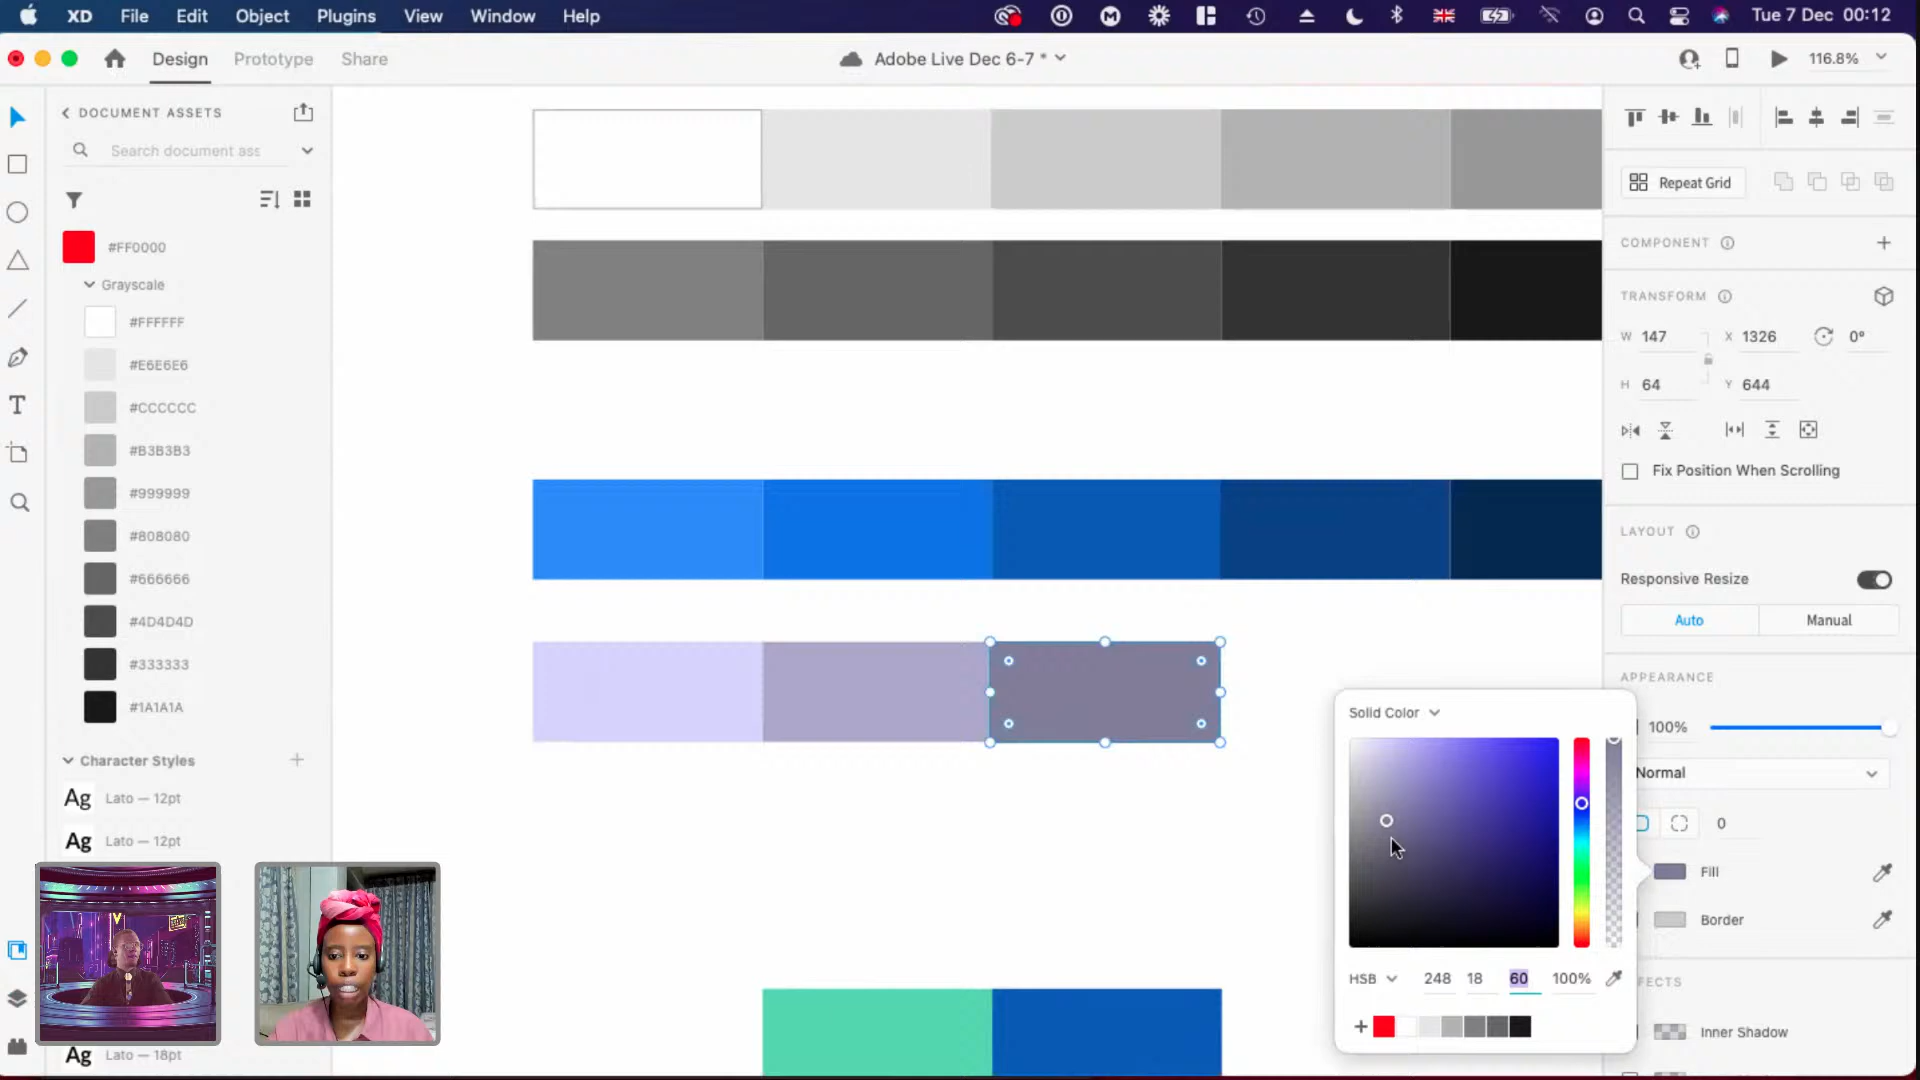 XD File Edit Object Plugins View Window Help
Tue 7 Dec 00:12
Design Prototype Share
Adobe Live Dec 6-7 *
116.8%
DOCUMENT ASSETS
Search document ass
#FF0000
Grayscale
#FFFFFF
#E6E6E6
#CCCCCC
#B3B3B3
#999999
#808080
#666666
#4D4D4D
#333333
#1A1A1A
Character Styles
Ag Lato — 12pt
Ag Lato — 12pt
Ag Lato — 18pt
Repeat Grid
COMPONENT
TRANSFORM
W 147 X 1326 0°
H 64 Y 644
Fix Position When Scrolling
LAYOUT
Responsive Resize
Auto Manual
APPEARANCE
100%
Normal
0
Fill
Border
FFECTS
Inner Shadow
Solid Color
HSB 248 18 60 100%